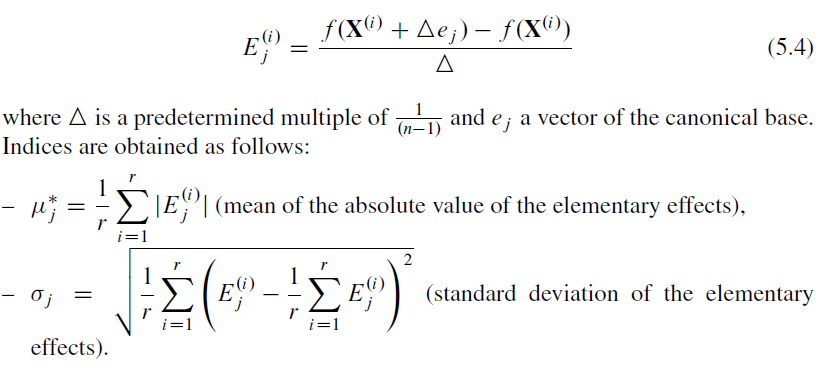 E_j^{(i)} = \frac{f(\mathbf{X}^{(i)} + \triangle e_j) - f(\mathbf{X}^{(i)})}{\triangle} (5.4)
where △ is a predetermined multiple of \frac{1}{(n-1)} and e_j a vector of the canonical base.
Indices are obtained as follows:
– \mu_j^* = \frac{1}{r} \sum_{i=1}^{r} |E_j^{(i)}| (mean of the absolute value of the elementary effects),
– \sigma_j = \sqrt{\frac{1}{r} \sum_{i=1}^{r} \left( E_j^{(i)} - \frac{1}{r} \sum_{i=1}^{r} E_j^{(i)} \right)^2} (standard deviation of the elementary
effects).